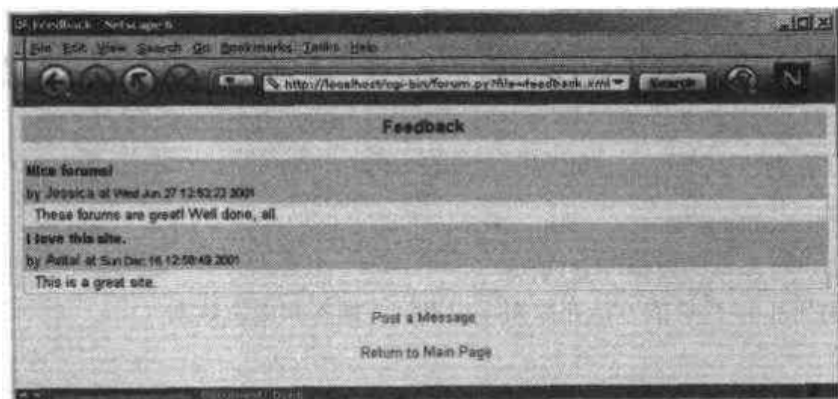 Feedback - Netscape 6
File Edit View Search Go Bookmarks Tasks Help
http://localhost/cgi-bin/forum.py?file=feedback.xml Search N
Feedback
Nice forums!
by Jessica at Wed Jun 27 12:53:23 2001
These forums are great! Well done, all.
I love this site.
by Antal at Sun Dec 16 12:58:49 2001
This is a great site.
Post a Message
Return to Main Page
Document: Done